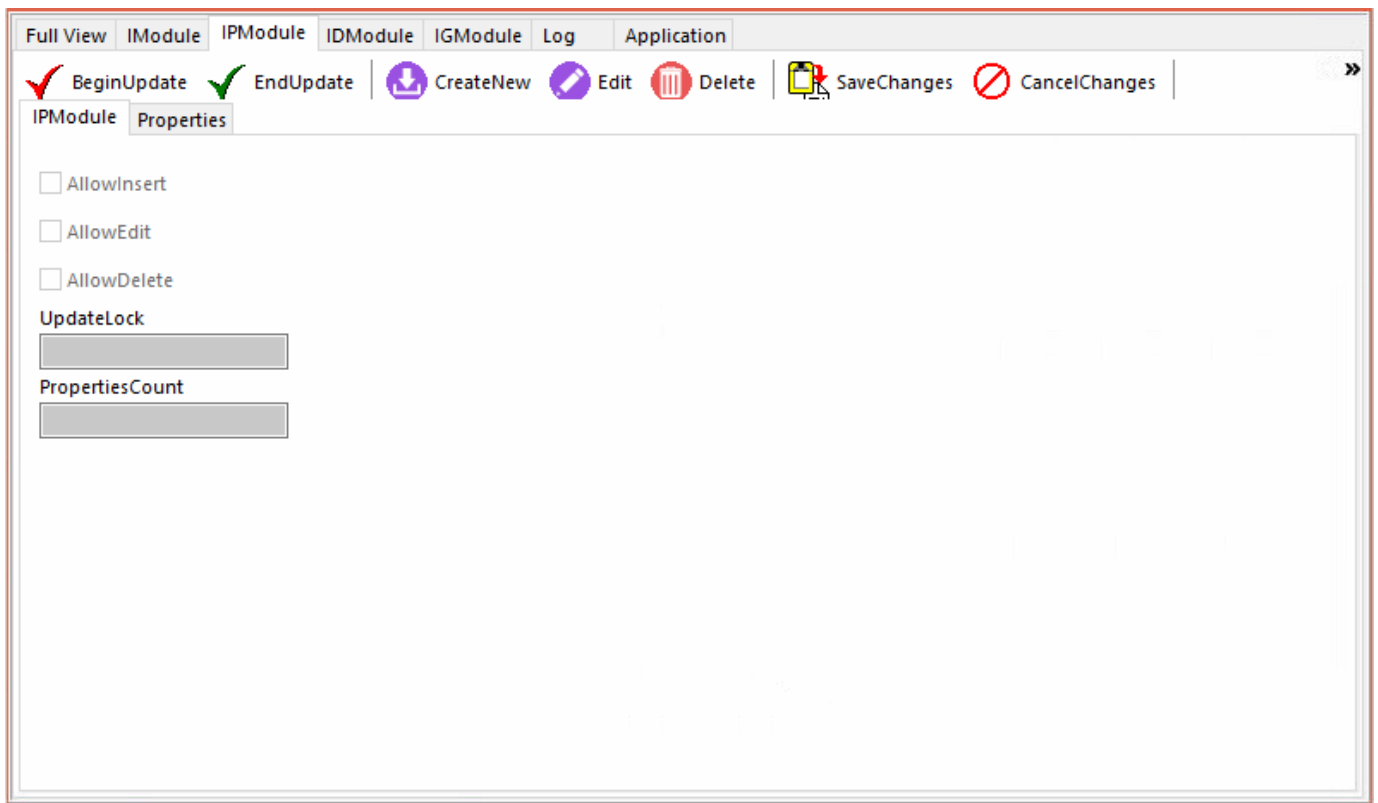 Full View IModule IPModule IDModule IGModule Log Application
BeginUpdate EndUpdate CreateNew Edit Delete SaveChanges CancelChanges »
IPModule Properties
AllowInsert
AllowEdit
AllowDelete
UpdateLock
PropertiesCount